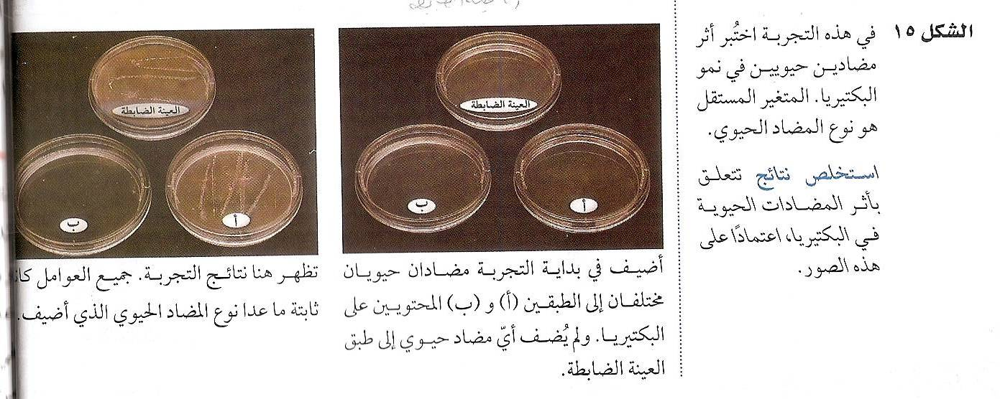 الشكل ١٥
في هذه التجربة اختُبر أثر
مضادين حيويين في نمو
البكتيريا. المتغير المستقل
هو نوع المضاد الحيوي.
استخلص نتائج تتعلق
بأثر المضادات الحيوية
في البكتيريا، اعتمادًا على
هذه الصور.
العينة الضابطة
ب
أ
أضيف في بداية التجربة مضادان حيويان
مختلفان إلى الطبقين (أ) و (ب) المحتويين على
البكتيريا. ولم يُضف أيّ مضاد حيوي إلى طبق
العينة الضابطة.
العينة الضابطة
ب
أ
تظهر هنا نتائج التجربة. جميع العوامل
ثابتة ما عدا نوع المضاد الحيوي الذي أضيف.